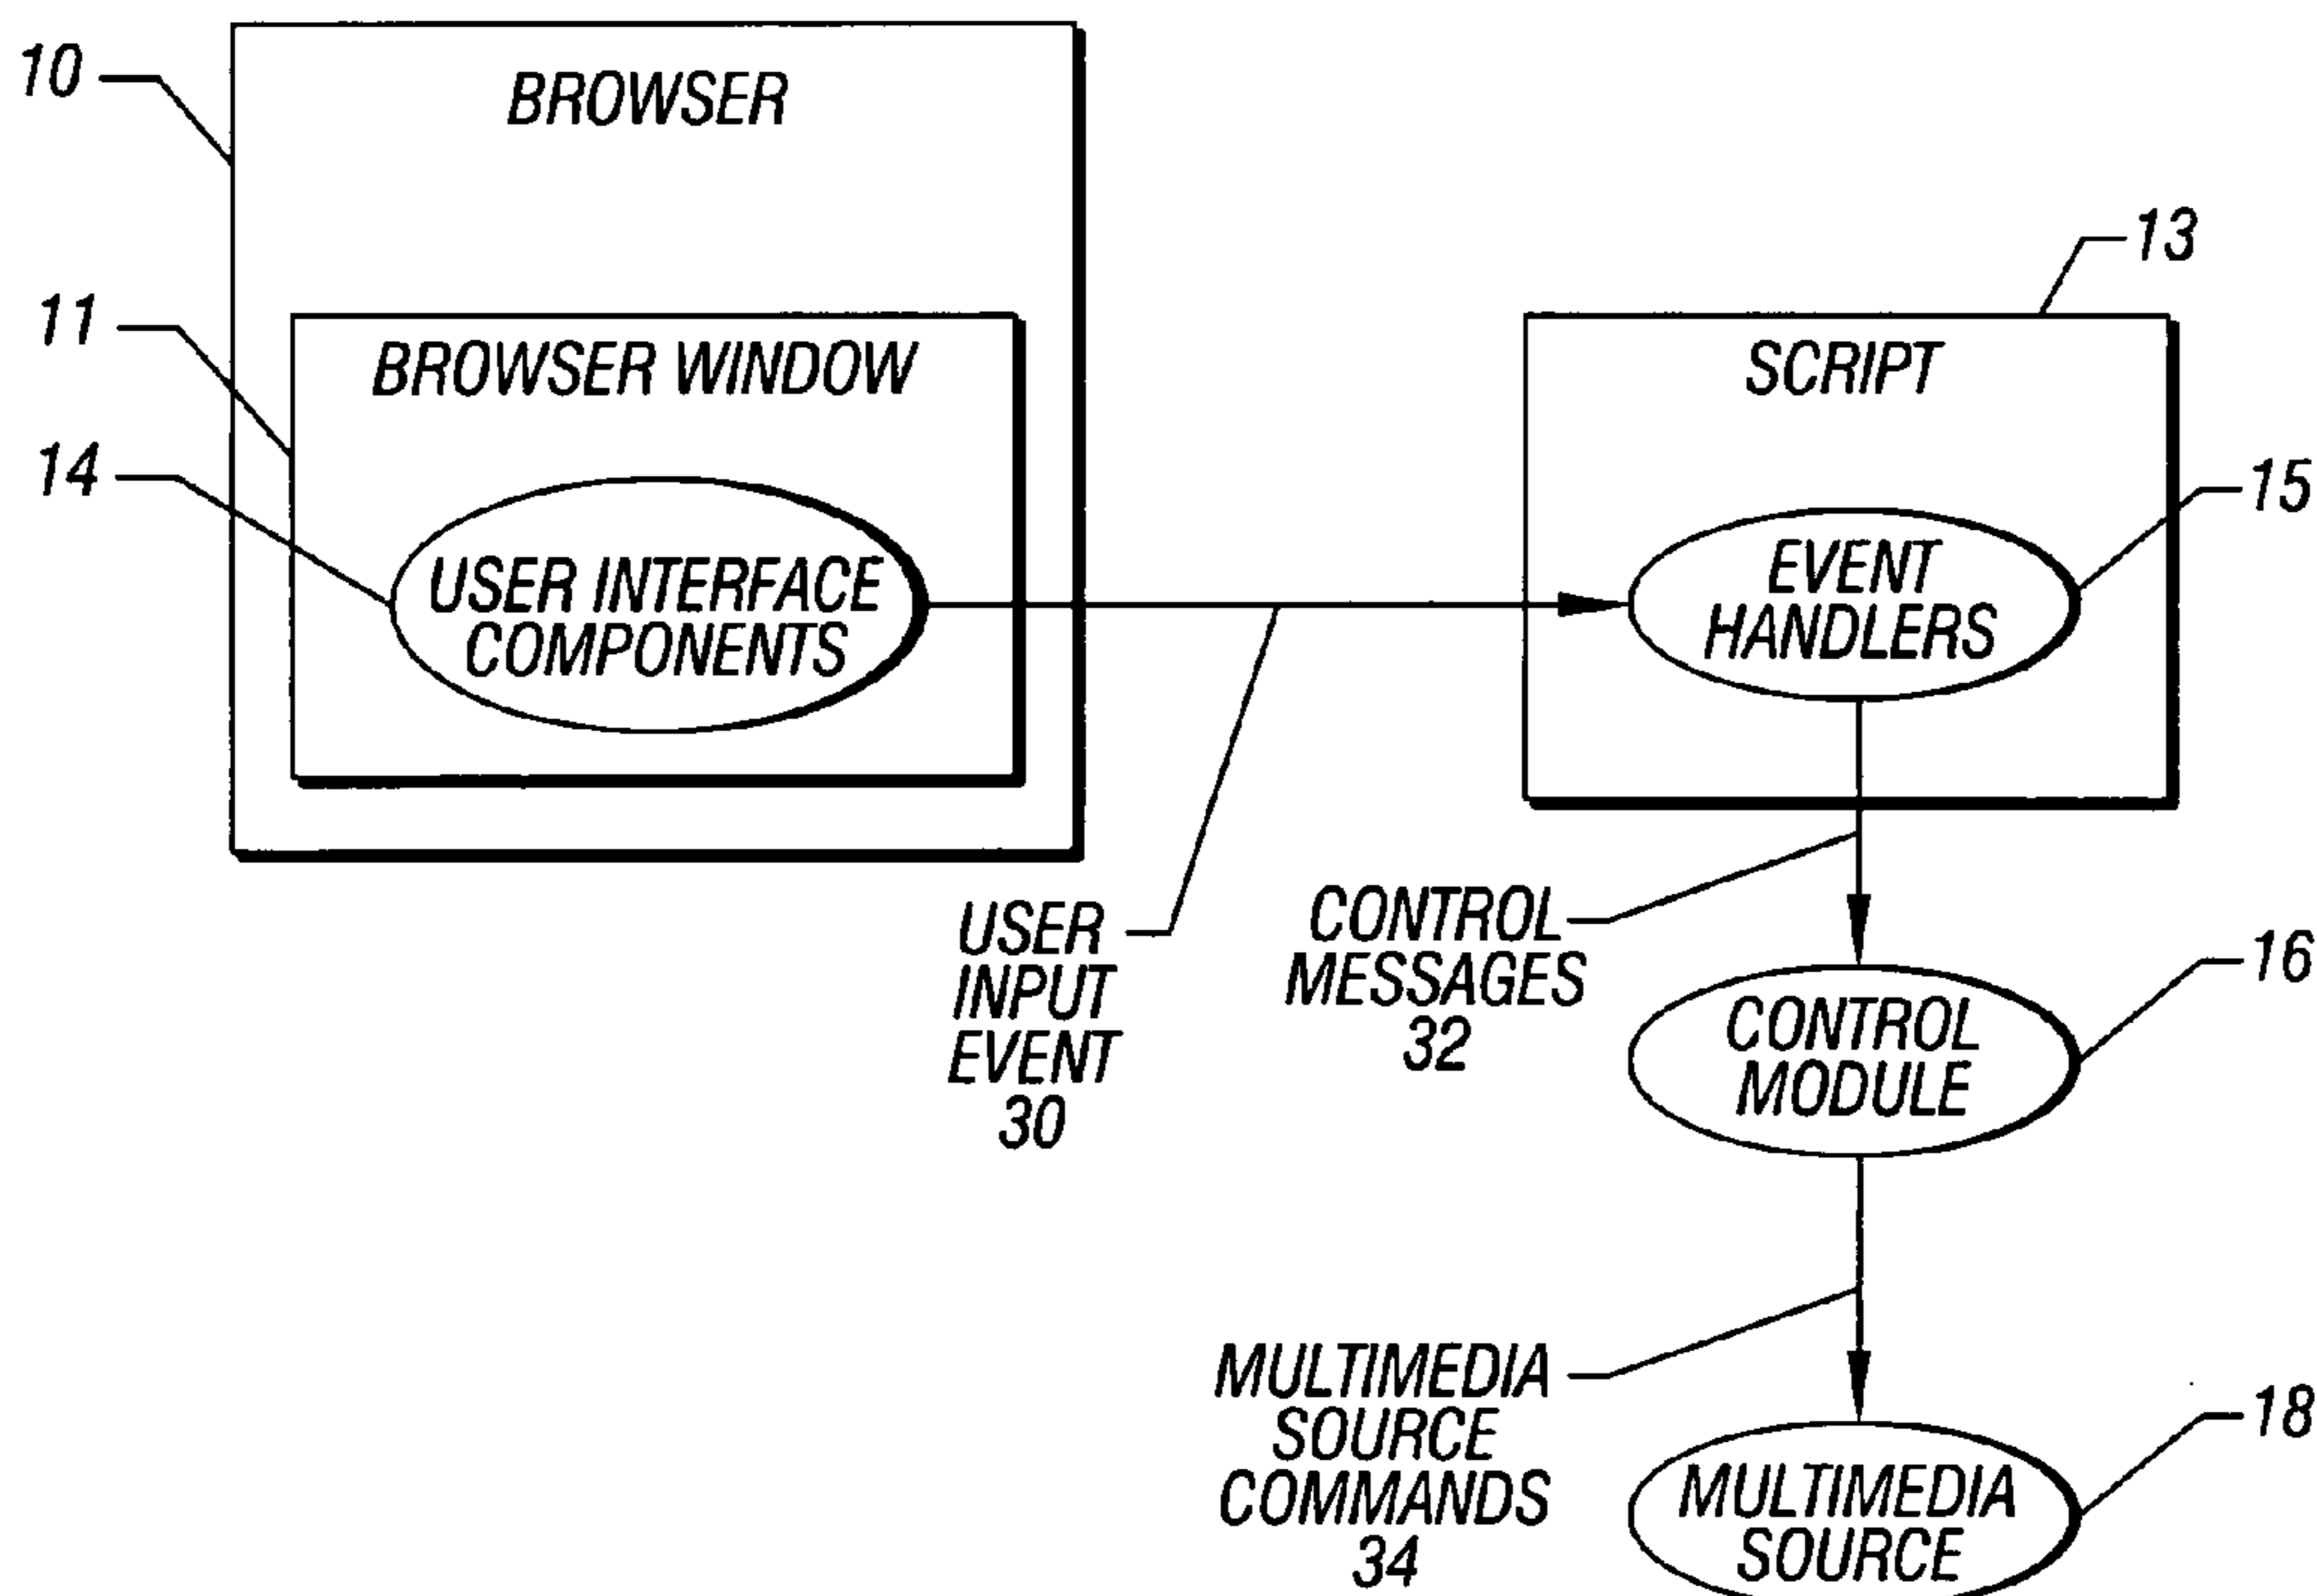 10
BROWSER
11
BROWSER WINDOW
14
USER INTERFACE
COMPONENTS
13
SCRIPT
15
EVENT
HANDLERS
USER
INPUT
EVENT
30
CONTROL
MESSAGES
32
16
CONTROL
MODULE
MULTIMEDIA
SOURCE
COMMANDS
34
18
MULTIMEDIA
SOURCE